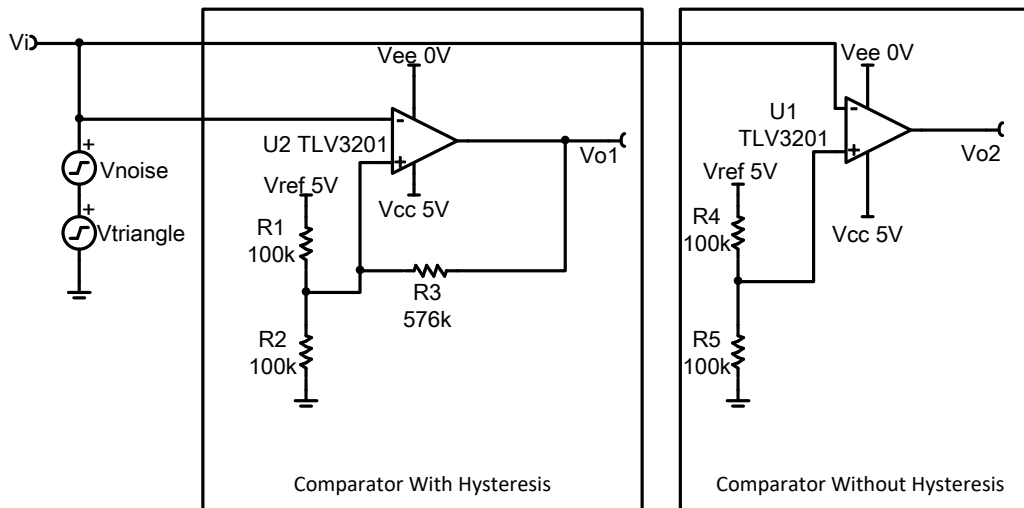 Vi
+
Vnoise
+
Vtriangle
Vee 0V
-
+
U2 TLV3201
Vcc 5V
Vref 5V
R1
100k
R2
100k
R3
576k
Vo1
Comparator With Hysteresis
Vee 0V
-
+
U1
TLV3201
Vcc 5V
Vref 5V
R4
100k
R5
100k
Vo2
Comparator Without Hysteresis